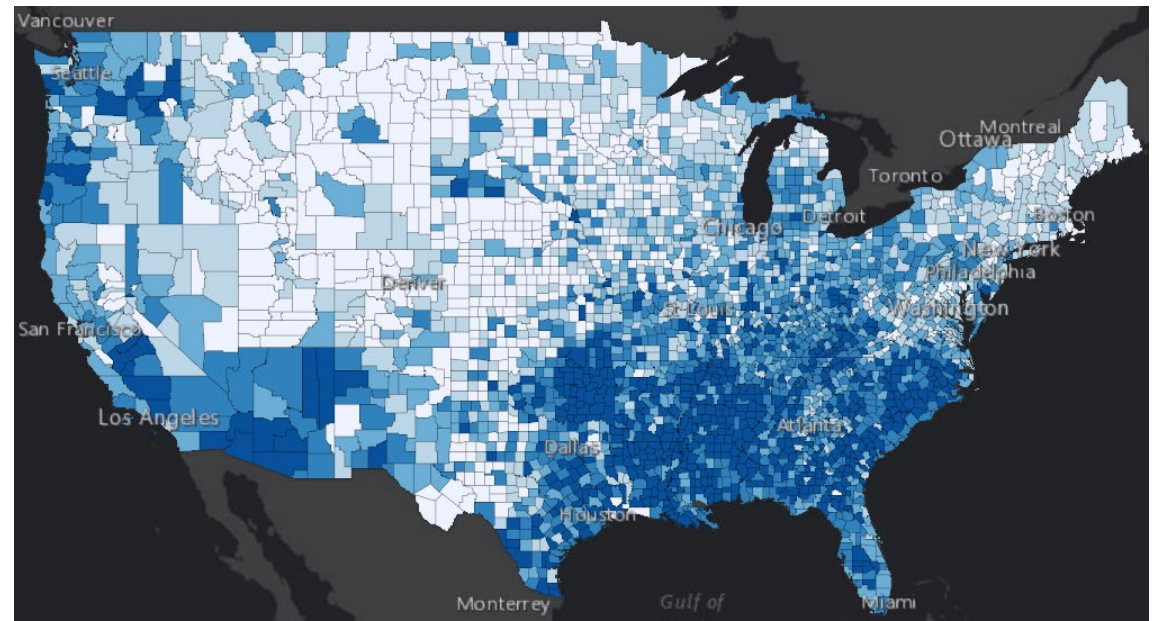 Vancouver
Seattle
Montreal
Ottawa
Toronto
Boston
Detroit
Chicago
New York
Philadelphia
Denver
St Louis
Washington
San Francisco
Los Angeles
Atlanta
Dallas
Houston
Monterrey
Gulf of
Miami